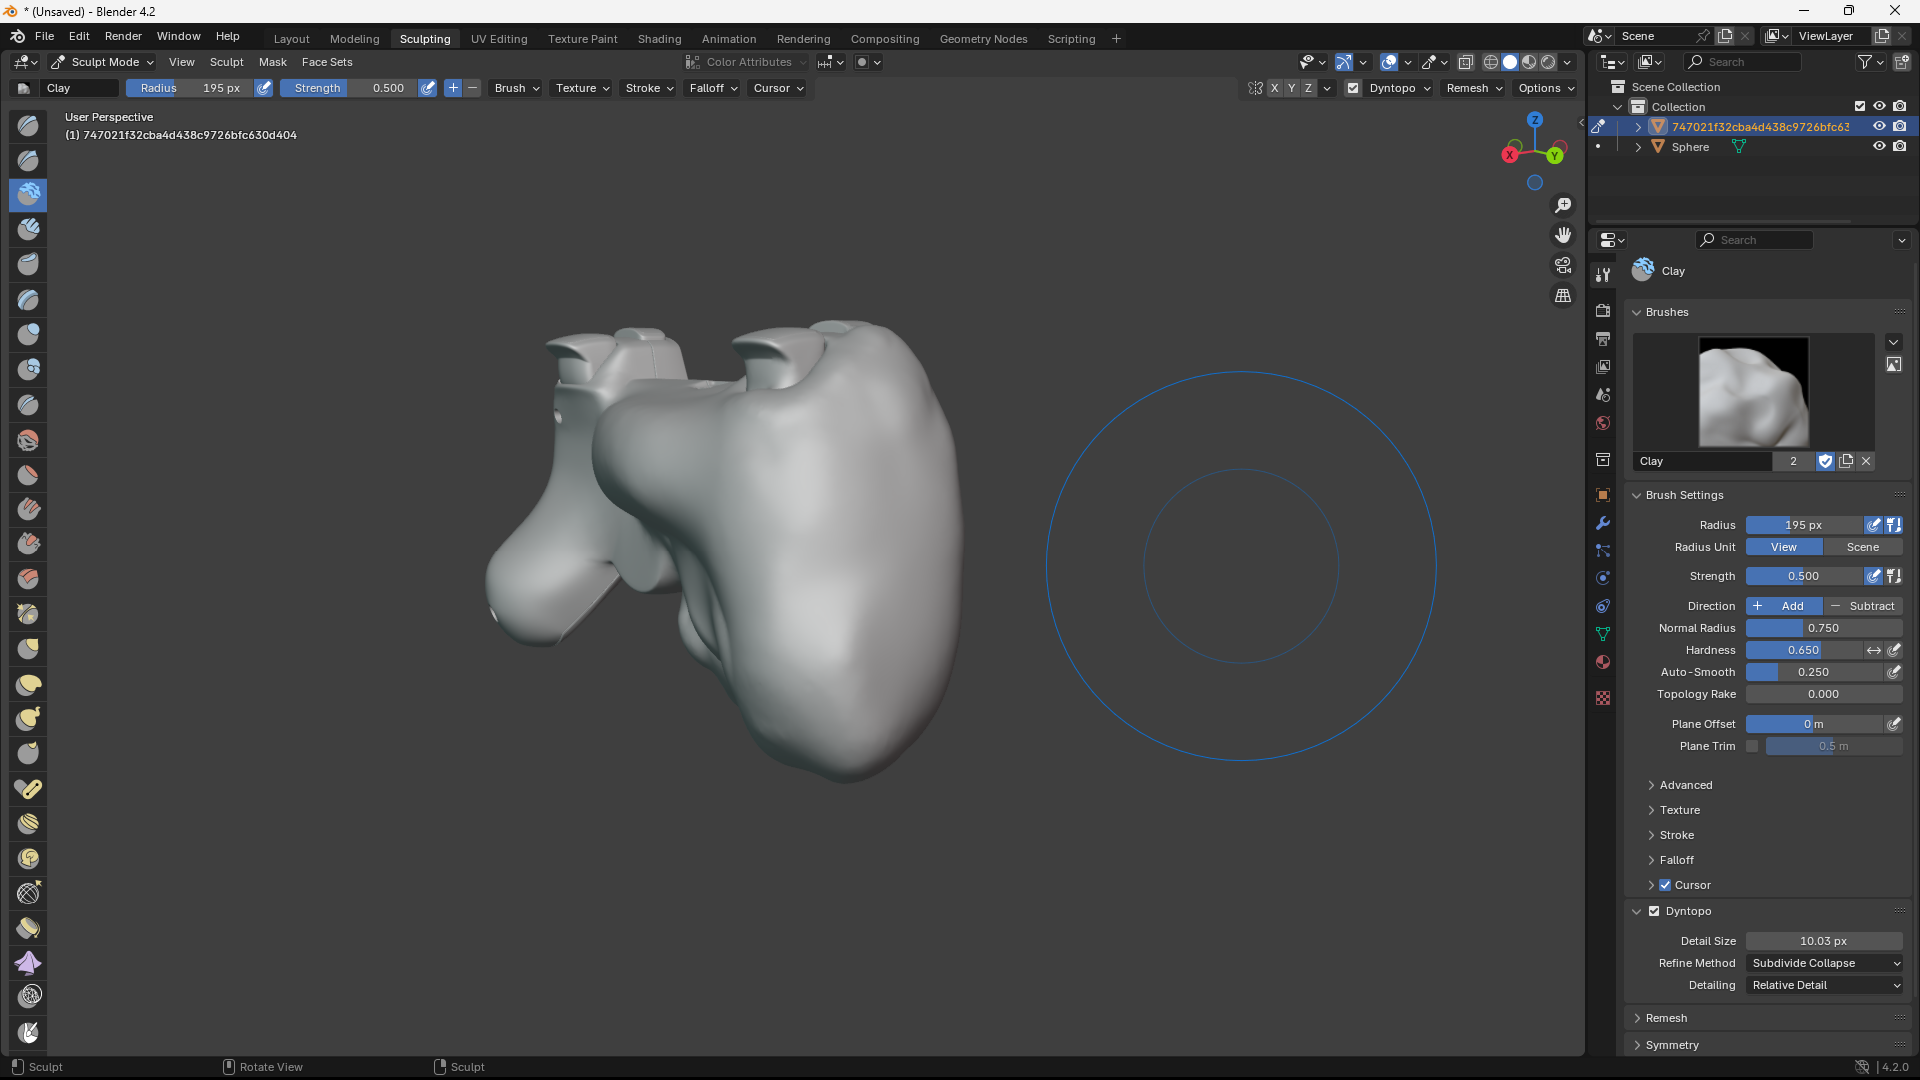 * (Unsaved) - Blender 4.2
File Edit Render Window Help
Layout Modeling Sculpting UV Editing Texture Paint Shading Animation Rendering Compositing Geometry Nodes Scripting +
Scene
ViewLayer
Sculpt Mode View Sculpt Mask Face Sets
Color Attributes
Search
Clay
Radius 195 px
Strength 0.500
+ −
Brush Texture Stroke Falloff Cursor
X Y Z
Dyntopo Remesh Options
User Perspective
(1) 747021f32cba4d438c9726bfc630d404
Z
X
Y
Scene Collection
Collection
747021f32cba4d438c9726bfc63
Sphere
Search
Clay
Brushes
Clay 2
Brush Settings
Radius 195 px
Radius Unit View Scene
Strength 0.500
Direction + Add − Subtract
Normal Radius 0.750
Hardness 0.650
Auto-Smooth 0.250
Topology Rake 0.000
Plane Offset 0 m
Plane Trim 0.5 m
Advanced
Texture
Stroke
Falloff
Cursor
Dyntopo
Detail Size 10.03 px
Refine Method Subdivide Collapse
Detailing Relative Detail
Remesh
Symmetry
Sculpt
Rotate View
Sculpt
4.2.0